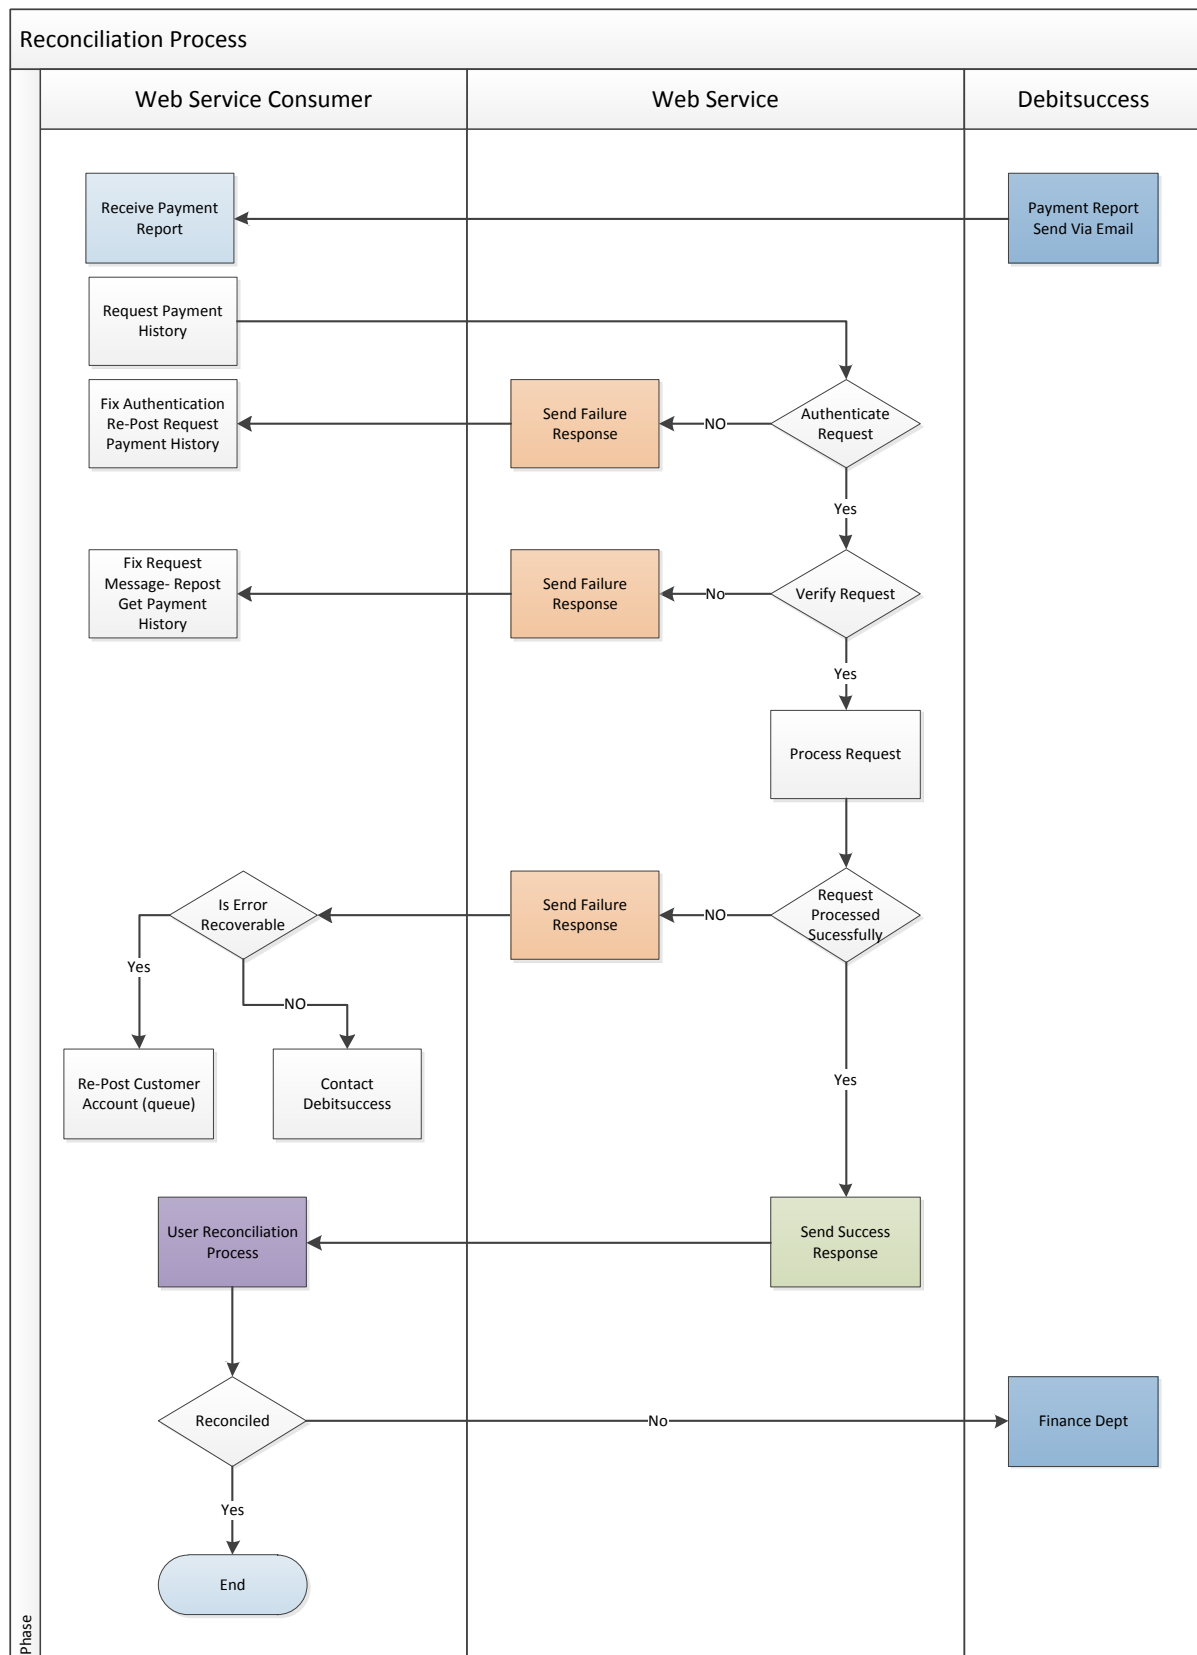 Reconciliation Process
Web Service Consumer
Web Service
Debitsuccess
Receive Payment
Report
Payment Report
Send Via Email
Request Payment
History
Fix Authentication
Re-Post Request
Payment History
Send Failure
Response
NO
Authenticate
Request
Yes
Fix Request
Message- Repost
Get Payment
History
Send Failure
Response
No
Verify Request
Yes
Process Request
Is Error
Recoverable
Send Failure
Response
NO
Request
Processed
Sucessfully
Yes
NO
Re-Post Customer
Account (queue)
Contact
Debitsuccess
Yes
User Reconciliation
Process
Send Success
Response
Reconciled
No
Finance Dept
Yes
End
Phase